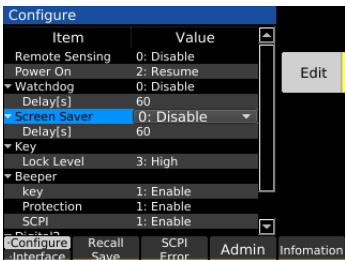 Configure
Item Value
Remote Sensing 0: Disable
Power On 2: Resume
Watchdog 0: Disable
Delay[s] 60
Screen Saver 0: Disable
Delay[s] 60
Key
Lock Level 3: High
Beeper
key 1: Enable
Protection 1: Enable
SCPI 1: Enable
Edit
·Configure
·Interface
Recall
Save
SCPI
Error
Admin
Infomation